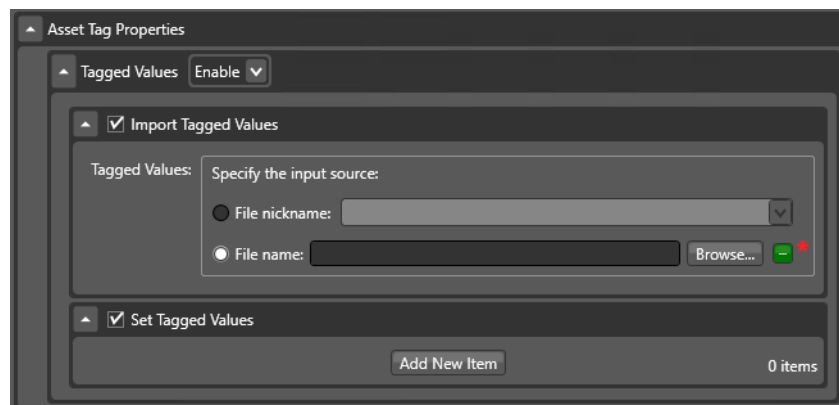 Asset Tag Properties
Tagged Values Enable
Import Tagged Values
Tagged Values: Specify the input source:
File nickname:
File name: Browse... *
Set Tagged Values
Add New Item 0 items